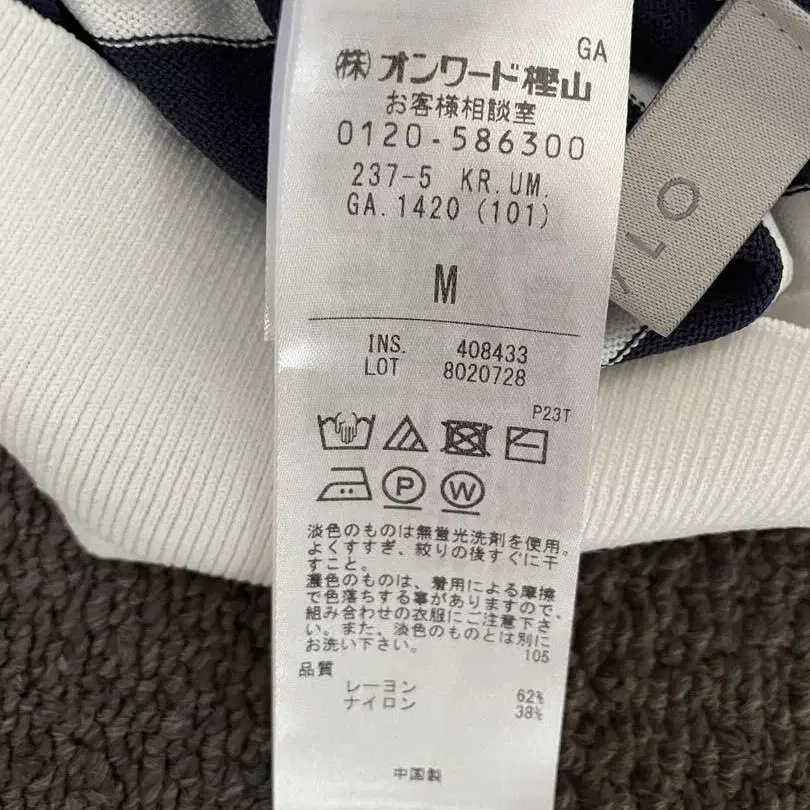 GA
㈱オンワード樫山
お客様相談室
0120-586300
237-5 KR.UM.
GA.1420 (101)
M
INS. 408433
LOT 8020728
P23T
P W
淡色のものは無蛍光洗剤を使用。
よくすすぎ、絞りの後すぐに干
すこと。
濃色のものは、着用による摩擦
で色落ちする事がありますので、
組み合わせの衣服にご注意下さ
い。また、淡色のものとは別に
お洗い下さい。
105
品質
レーヨン 62%
ナイロン 38%
中国製
LO